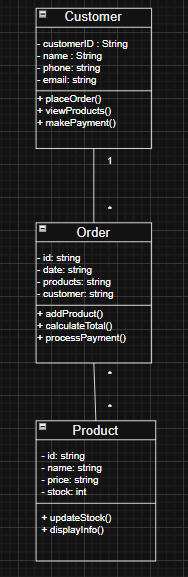 Customer
- customerID : String
- name : String
- phone: string
- email: string
+ placeOrder()
+ viewProducts()
+ makePayment()
1
*
Order
- id: string
- date: string
- products: string
- customer: string
+ addProduct()
+ calculateTotal()
+ processPayment()
*
*
Product
- id: string
- name: string
- price: string
- stock: int
+ updateStock()
+ displayInfo()